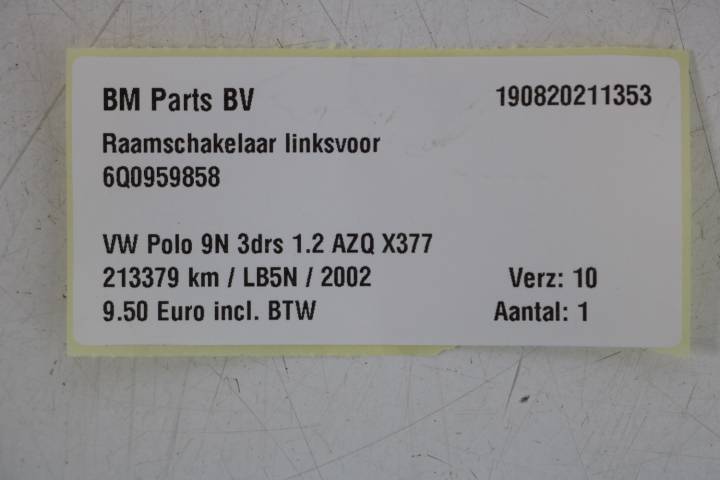 BM Parts BV 190820211353
Raamschakelaar linksvoor
6Q0959858
VW Polo 9N 3drs 1.2 AZQ X377
213379 km / LB5N / 2002 Verz: 10
9.50 Euro incl. BTW Aantal: 1